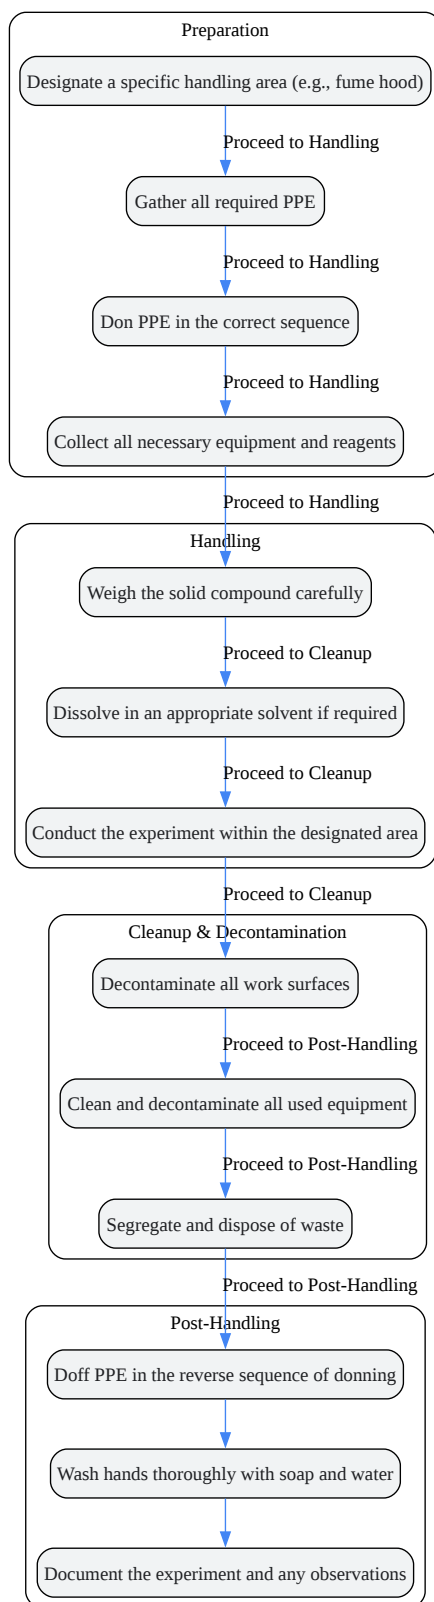 Preparation
Designate a specific handling area (e.g., fume hood)
Proceed to Handling
Gather all required PPE
Proceed to Handling
Don PPE in the correct sequence
Proceed to Handling
Collect all necessary equipment and reagents
Proceed to Handling
Handling
Weigh the solid compound carefully
Proceed to Cleanup
Dissolve in an appropriate solvent if required
Proceed to Cleanup
Conduct the experiment within the designated area
Proceed to Cleanup
Cleanup & Decontamination
Decontaminate all work surfaces
Proceed to Post-Handling
Clean and decontaminate all used equipment
Proceed to Post-Handling
Segregate and dispose of waste
Proceed to Post-Handling
Post-Handling
Doff PPE in the reverse sequence of donning
Wash hands thoroughly with soap and water
Document the experiment and any observations